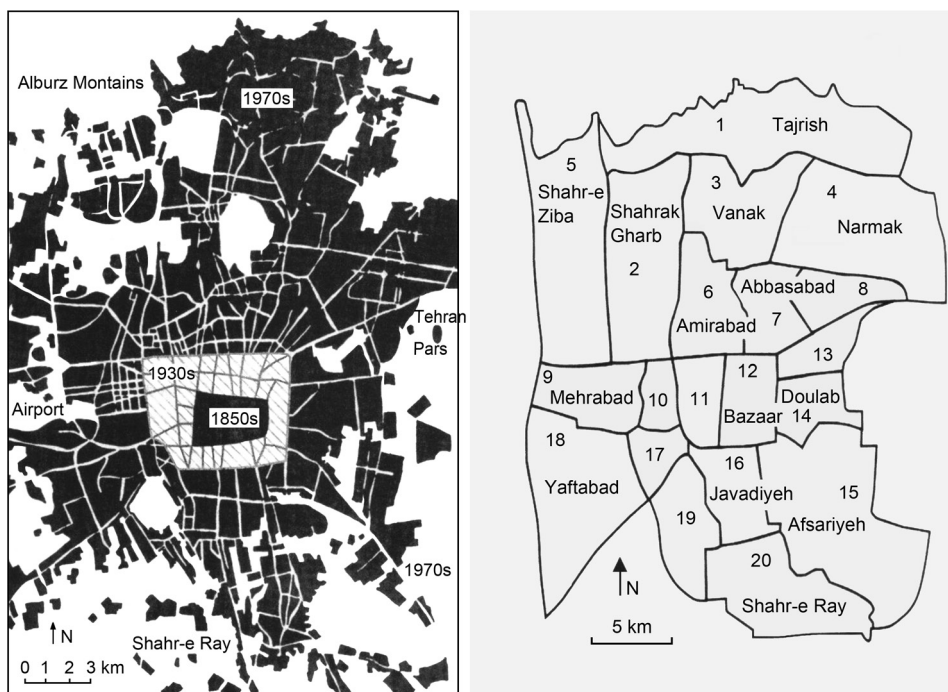 Alburz Montains
1970s
Tehran
Pars
1930s
Airport
1850s
1970s
N
Shahr-e Ray
0 1 2 3 km
1
Tajrish
5
Shahr-e
Ziba
Shahrak
Gharb
2
3
Vanak
4
Narmak
6
Amirabad
Abbasabad
8
7
13
9
Mehrabad
10
11
12
Bazaar
Doulab
14
18
Yaftabad
17
16
Javadiyeh
15
Afsariyeh
19
20
Shahr-e Ray
N
5 km